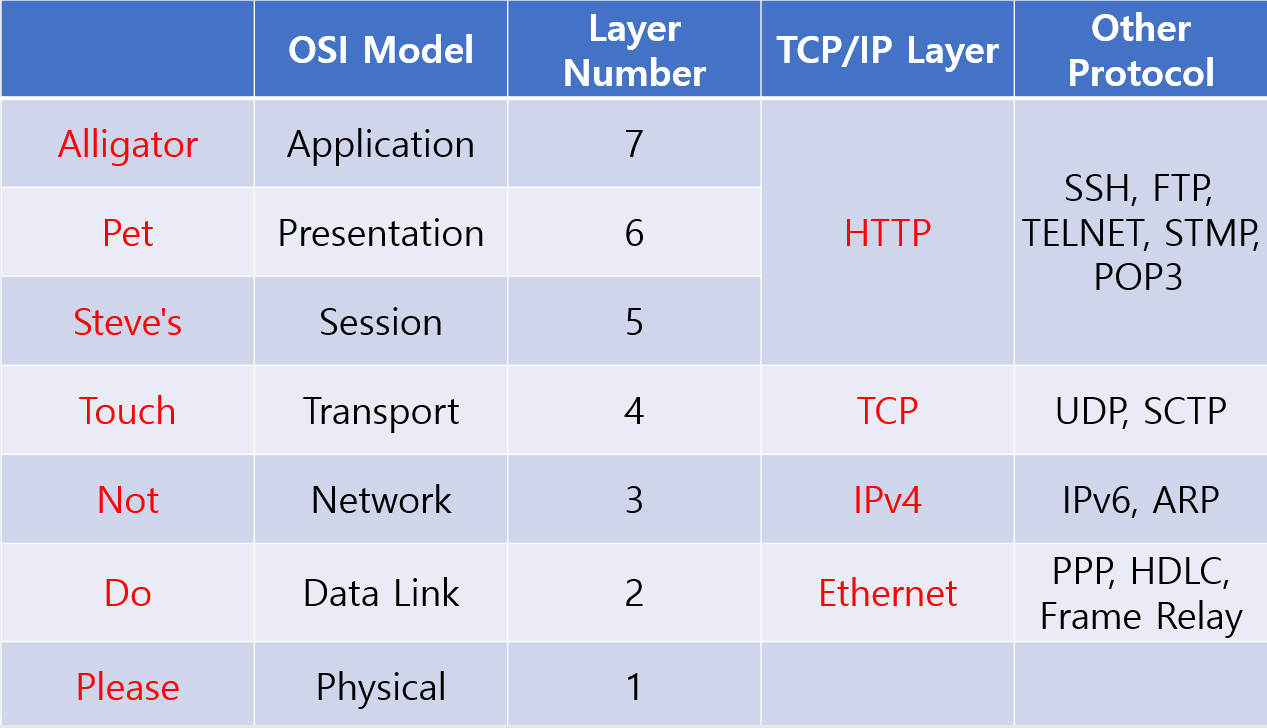 OSI Model
Layer
Number
TCP/IP Layer
Other
Protocol
Alligator
Application
7
HTTP
SSH, FTP,
TELNET, STMP,
POP3
Pet
Presentation
6
Steve's
Session
5
Touch
Transport
4
TCP
UDP, SCTP
Not
Network
3
IPv4
IPv6, ARP
Do
Data Link
2
Ethernet
PPP, HDLC,
Frame Relay
Please
Physical
1